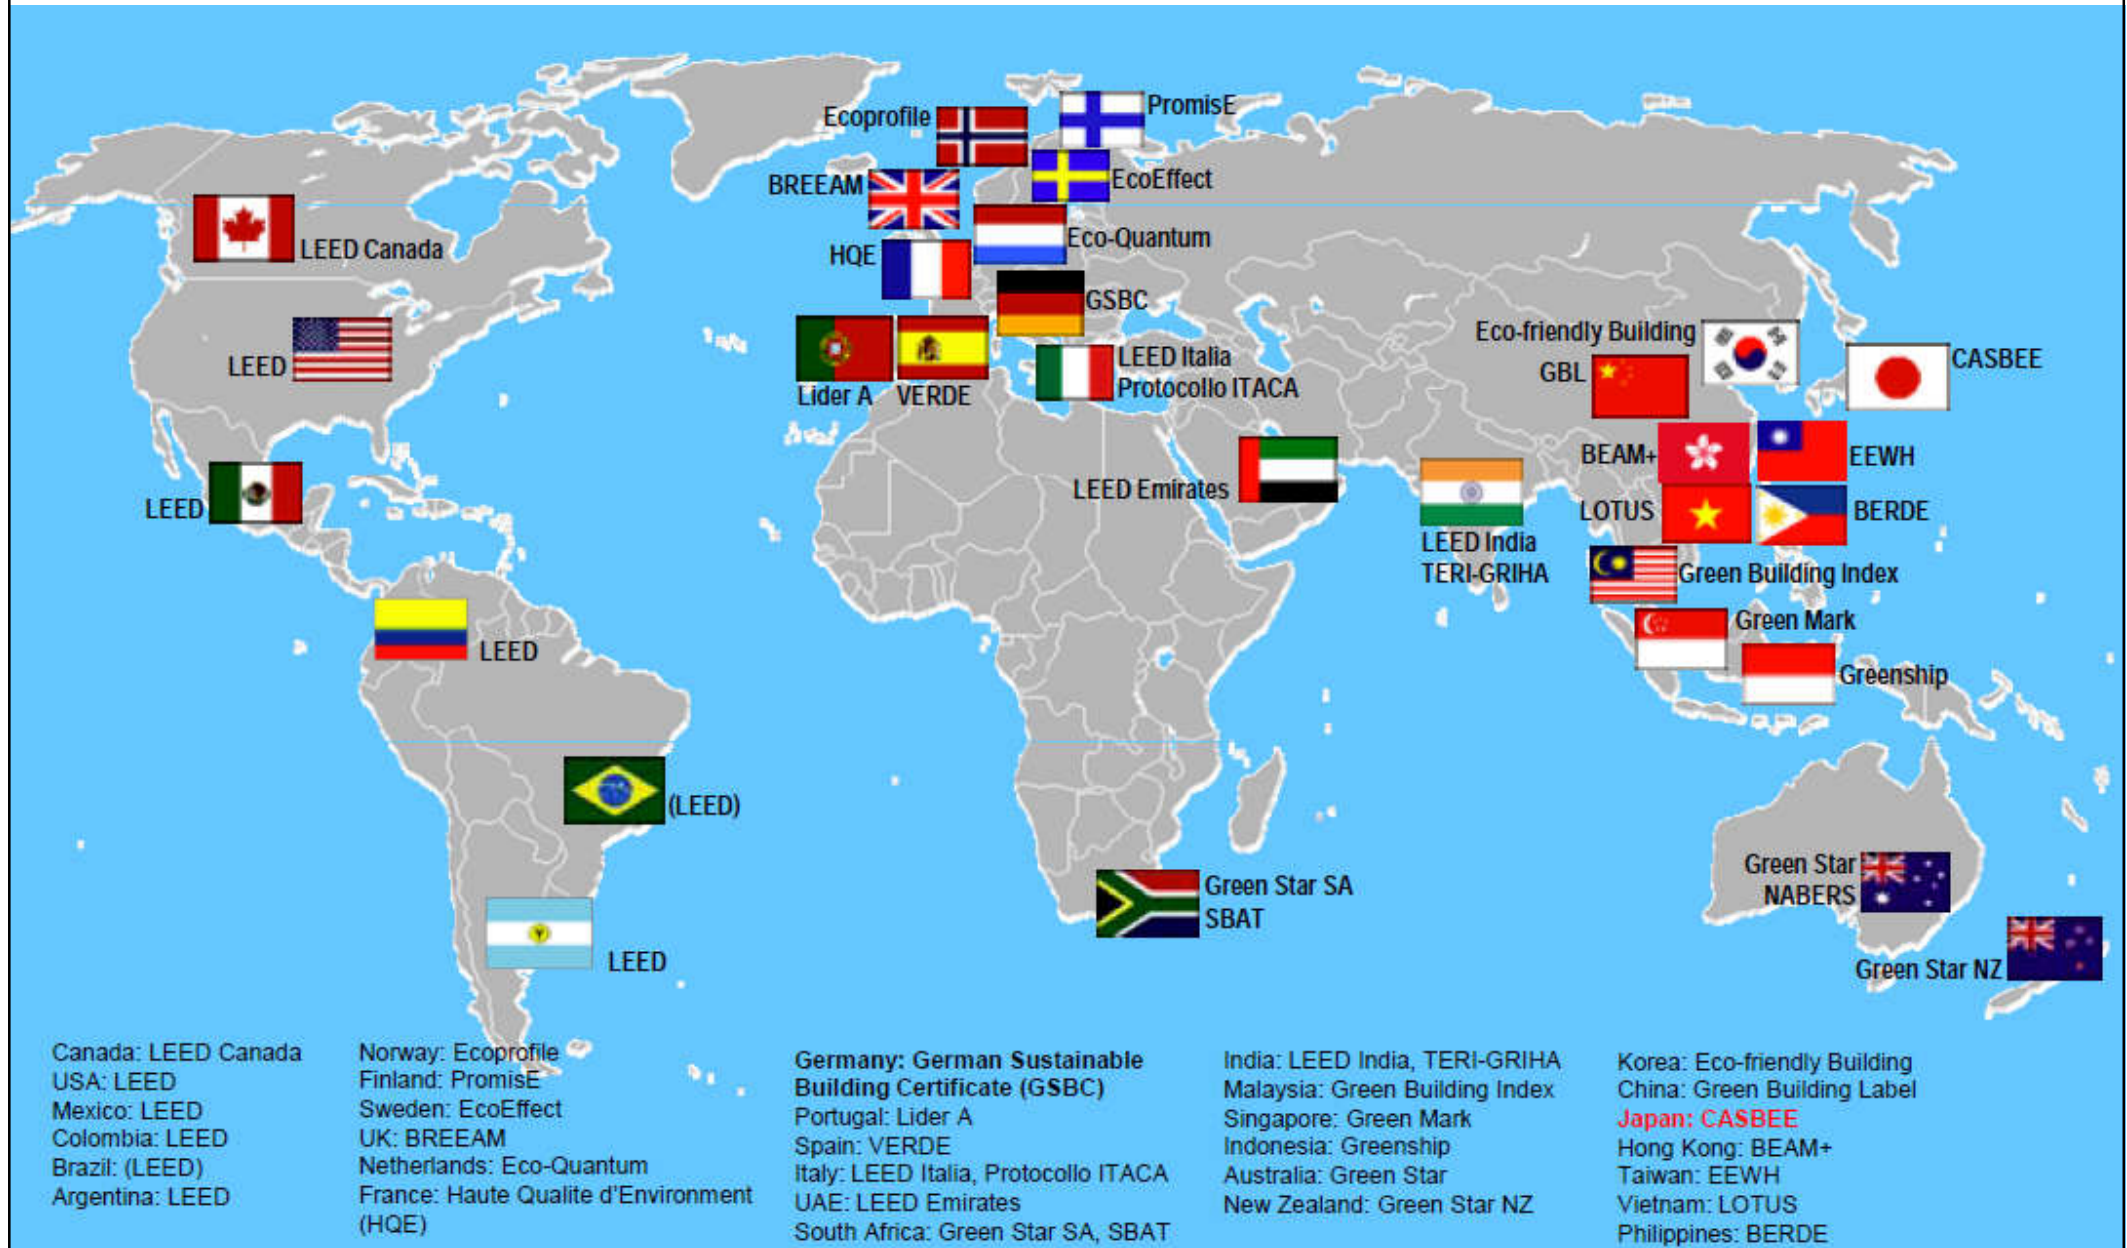 Ecoprofile
PromisE
BREEAM
EcoEffect
LEED Canada
HQE
Eco-Quantum
GSBC
LEED
Lider A
VERDE
LEED Italia
Protocollo ITACA
Eco-friendly Building
GBL
CASBEE
LEED
LEED Emirates
LEED India
TERI-GRIHA
BEAM+
EEWH
LOTUS
BERDE
Green Building Index
Green Mark
Greenship
LEED
(LEED)
LEED
Green Star SA
SBAT
Green Star
NABERS
Green Star NZ
Canada: LEED Canada
USA: LEED
Mexico: LEED
Colombia: LEED
Brazil: (LEED)
Argentina: LEED
Norway: Ecoprofile
Finland: PromisE
Sweden: EcoEffect
UK: BREEAM
Netherlands: Eco-Quantum
France: Haute Qualite d'Environment
(HQE)
Germany: German Sustainable
Building Certificate (GSBC)
Portugal: Lider A
Spain: VERDE
Italy: LEED Italia, Protocollo ITACA
UAE: LEED Emirates
South Africa: Green Star SA, SBAT
India: LEED India, TERI-GRIHA
Malaysia: Green Building Index
Singapore: Green Mark
Indonesia: Greenship
Australia: Green Star
New Zealand: Green Star NZ
Korea: Eco-friendly Building
China: Green Building Label
Japan: CASBEE
Hong Kong: BEAM+
Taiwan: EEWH
Vietnam: LOTUS
Philippines: BERDE